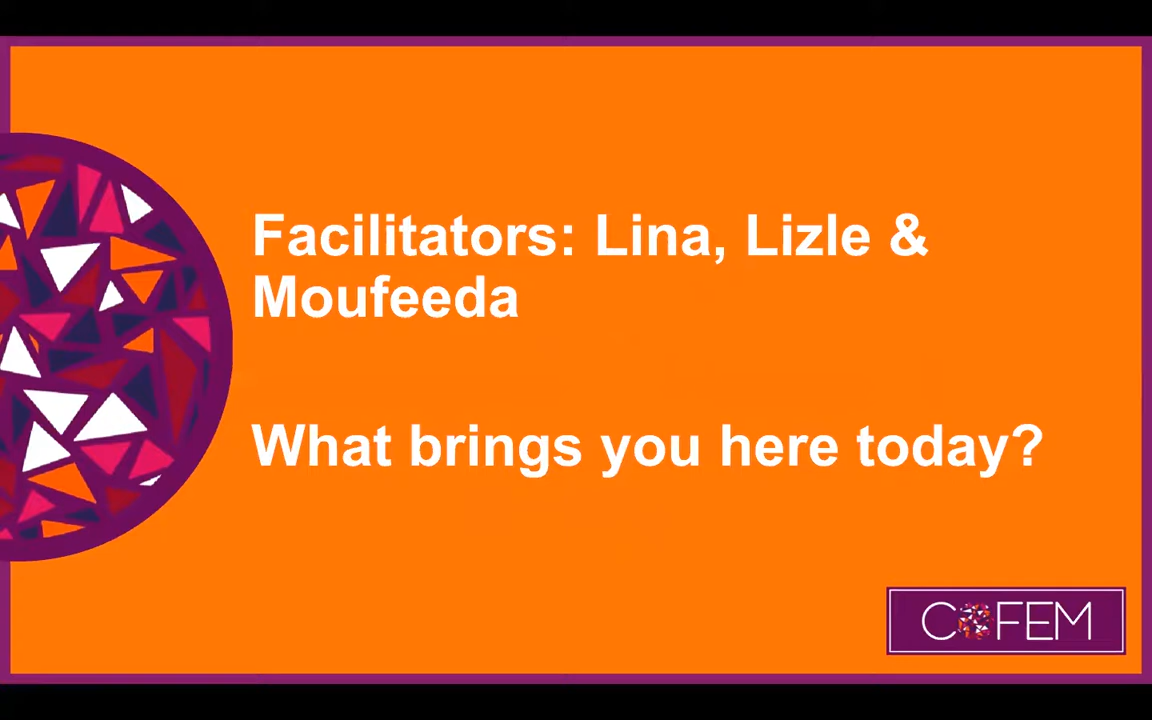 Facilitators: Lina, Lizle &
Moufeeda
What brings you here today?
COFEM